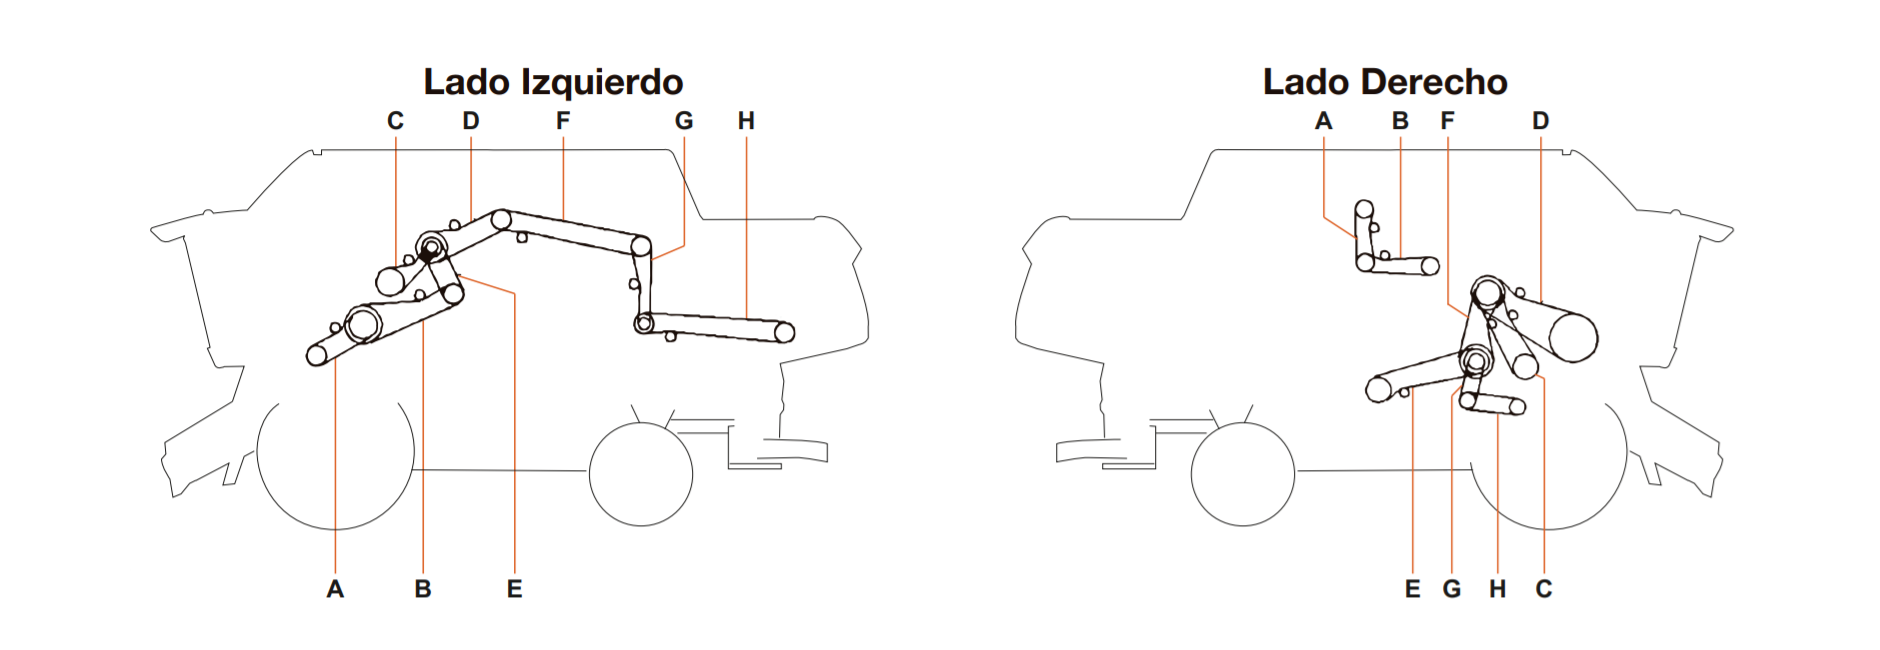 Lado Izquierdo
C D F G H
A B E
Lado Derecho
A B F D
E G H C